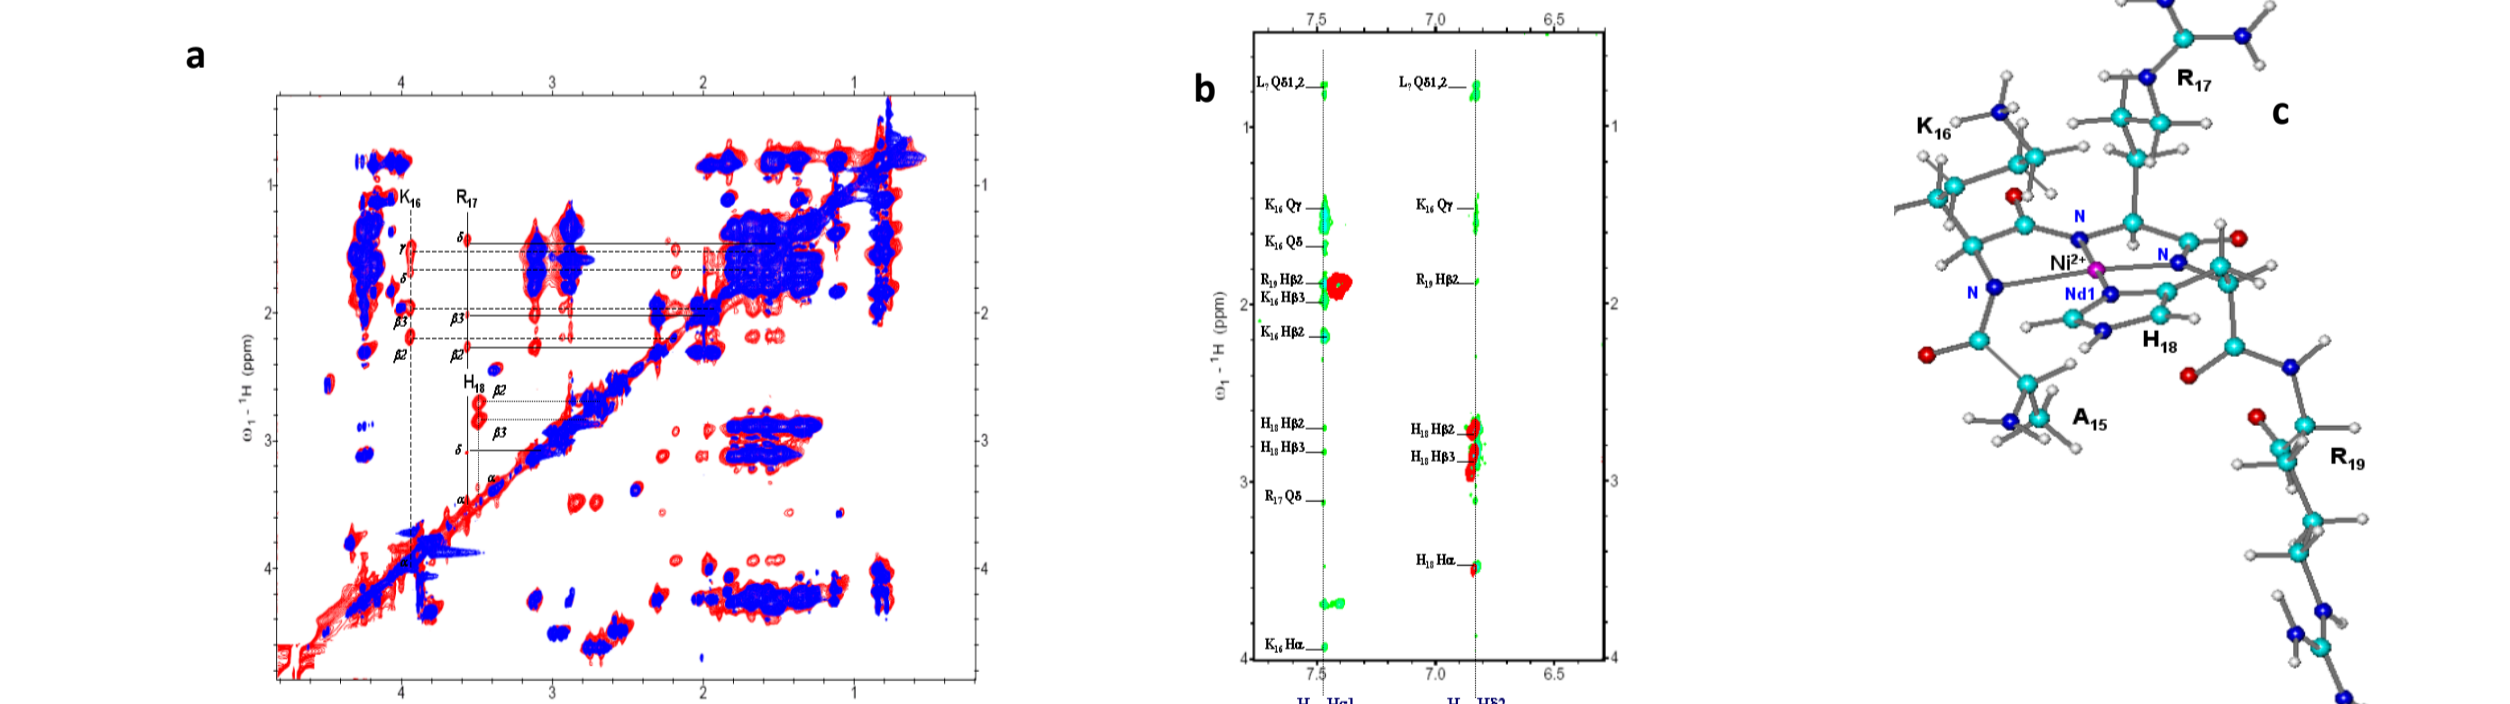 a
4 3 2 1
ω1 - 1H (ppm)
1 1
2 2
3 3
4 4
4 3 2 1
K16 R17
δ
γ
δ
β3 β3
β2 β2
H18
β2
β3
δ
α
α
b
7.5 7.0 6.5
ω1 - 1H (ppm)
1 1
2 2
3 3
4 4
7.5 7.0 6.5
L? Qδ1,2 L? Qδ1,2
K16 Qγ K16 Qγ
K16 Qδ
R19 Hβ2 R19 Hβ2
K16 Hβ3
K16 Hβ2
H18 Hβ2 H18 Hβ2
H18 Hβ3 H18 Hβ3
R17 Qδ
H18 Hα
K16 Hα
c
R17
K16
N
Ni2+ N
N Nd1
H18
A15
R19